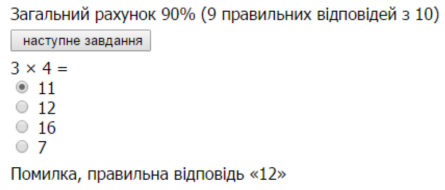 Загальний рахунок 90% (9 правильних відповідей з 10)
наступне завдання
3 × 4 =
11
12
16
7
Помилка, правильна відповідь «12»